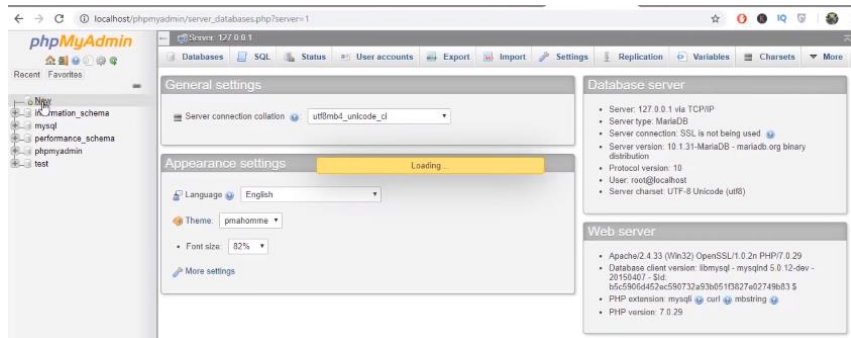 localhost/phpmyadmin/server_databases.php?server=1
IQ
phpMyAdmin
Recent Favorites
New
information_schema
mysql
performance_schema
phpmyadmin
test
Server: 127.0.0.1
Databases SQL Status User accounts Export Import Settings Replication Variables Charsets More
General settings
Server connection collation utf8mb4_unicode_ci
Appearance settings
Loading...
Language English
Theme: pmahomme
Font size: 82%
More settings
Database server
Server: 127.0.0.1 via TCP/IP
Server type: MariaDB
Server connection: SSL is not being used
Server version: 10.1.31-MariaDB - mariadb.org binary
distribution
Protocol version: 10
User: root@localhost
Server charset: UTF-8 Unicode (utf8)
Web server
Apache/2.4.33 (Win32) OpenSSL/1.0.2n PHP/7.0.29
Database client version: libmysql - mysqlnd 5.0.12-dev -
20150407 - $Id:
b5c5906d452ec590732a93b051f3827e02749b83 $
PHP extension: mysqli curl mbstring
PHP version: 7.0.29